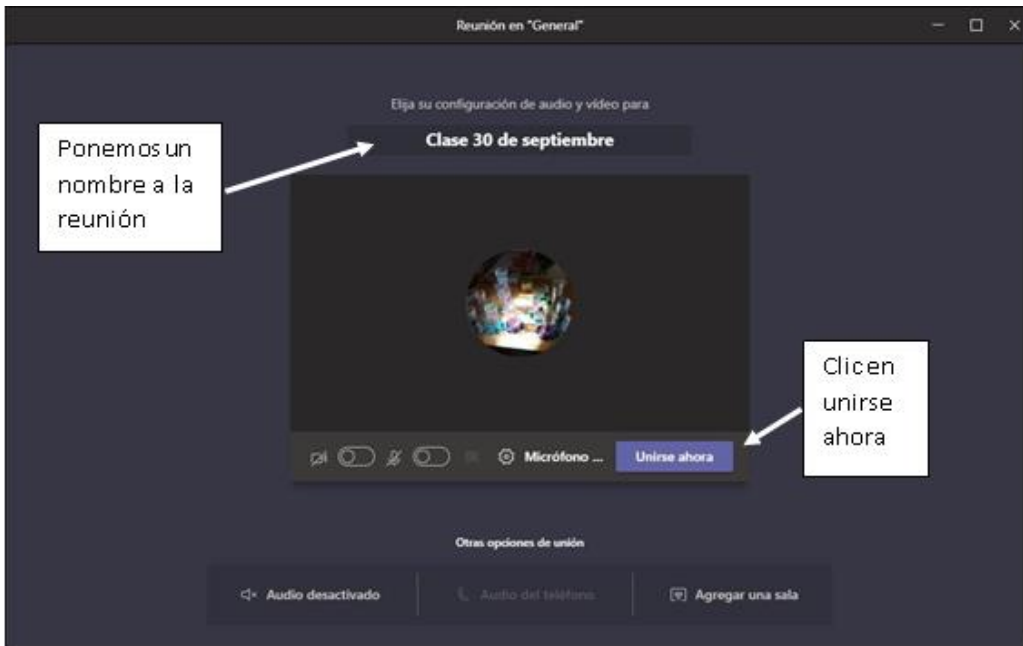 Reunión en "General"
Elija su configuración de audio y vídeo para
Clase 30 de septiembre
Ponemos un
nombre a la
reunión
Clic en
unirse
ahora
Micrófono ...
Unirse ahora
Otras opciones de unión
Audio desactivado
Audio del teléfono
Agregar una sala